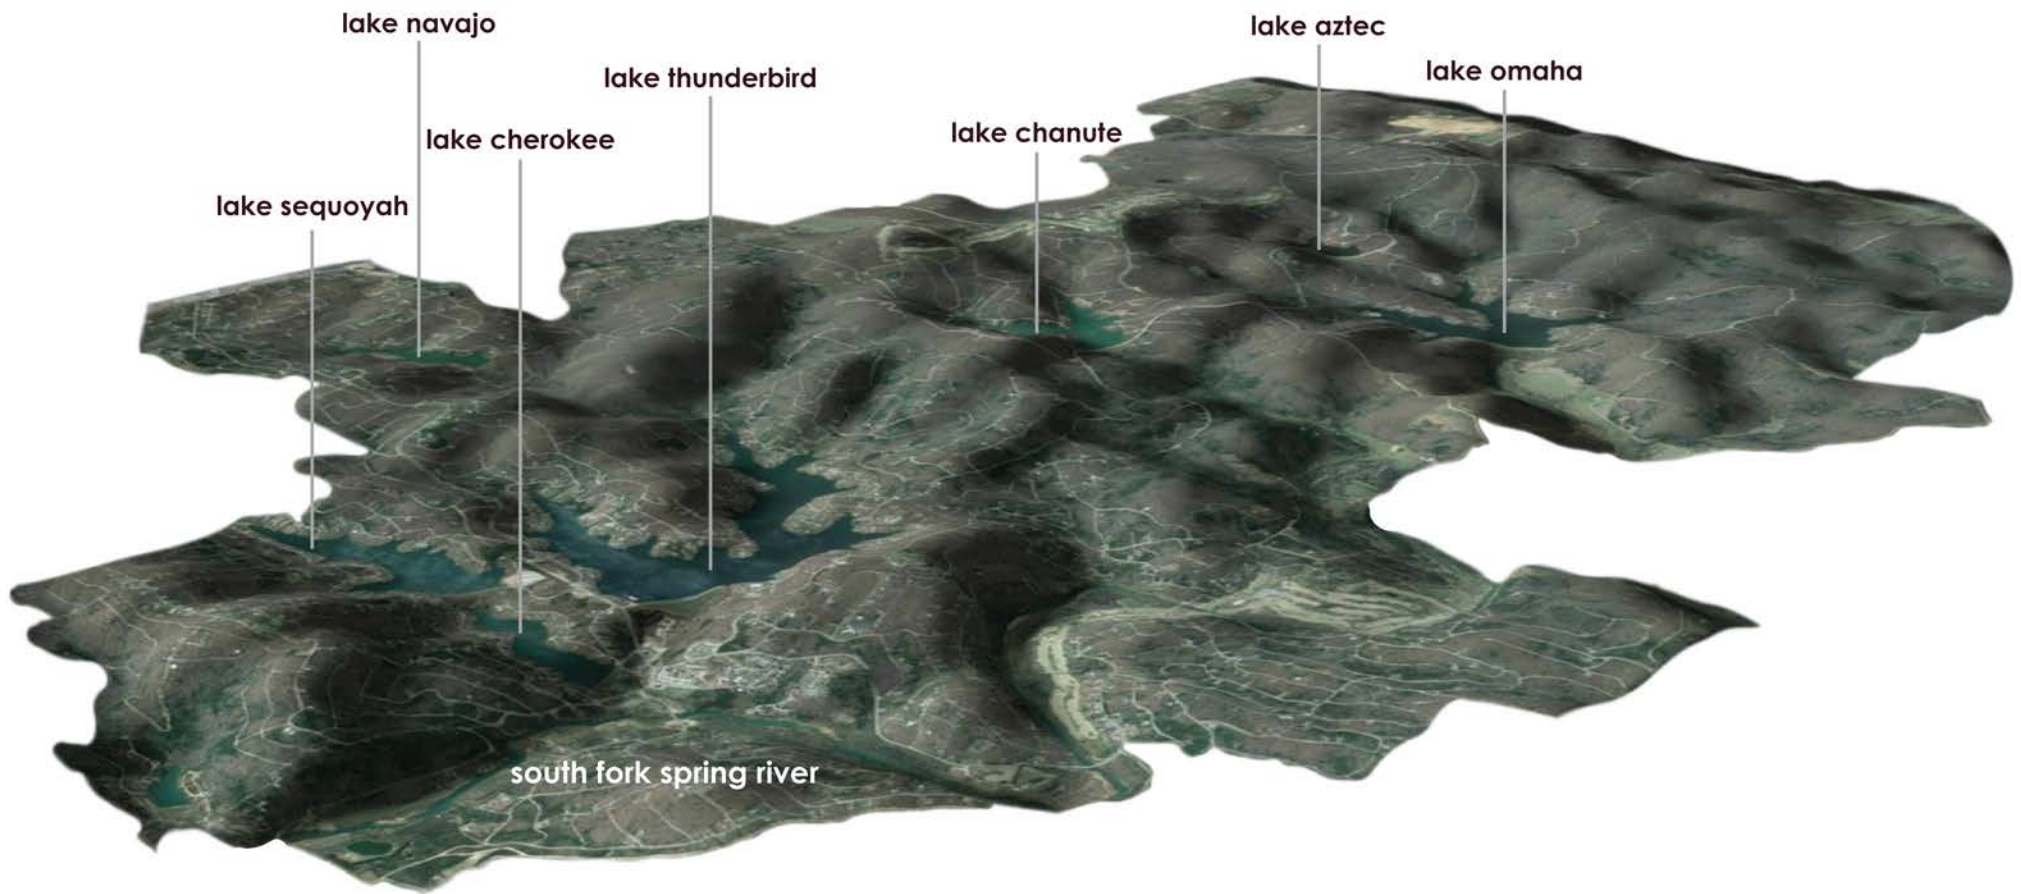 lake navajo
lake aztec
lake thunderbird
lake omaha
lake cherokee
lake chanute
lake sequoyah
south fork spring river